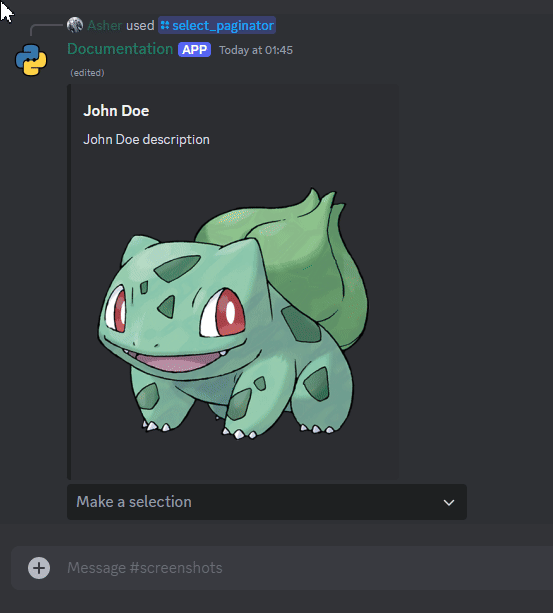 Asher used select_paginator
Documentation APP Today at 01:45
(edited)
John Doe
John Doe description
Make a selection
Message #screenshots